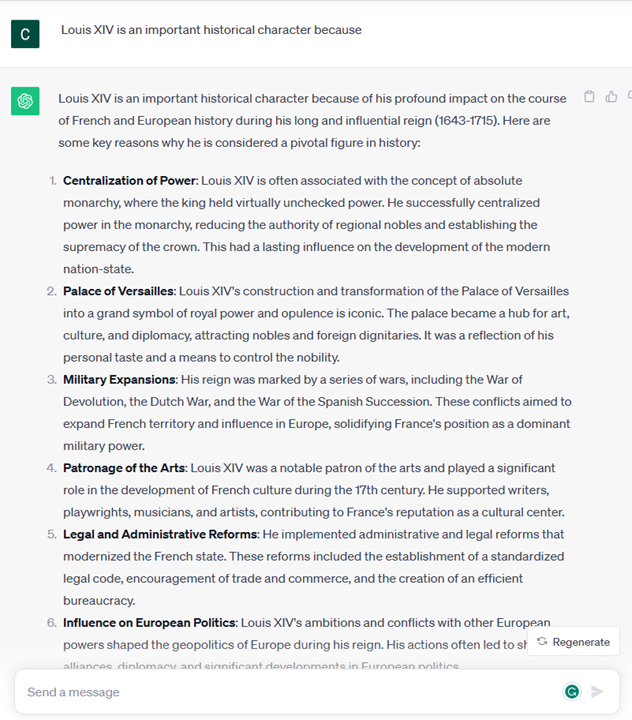 C
Louis XIV is an important historical character because
Louis XIV is an important historical character because of his profound impact on the course
of French and European history during his long and influential reign (1643-1715). Here are
some key reasons why he is considered a pivotal figure in history:
1. Centralization of Power: Louis XIV is often associated with the concept of absolute
monarchy, where the king held virtually unchecked power. He successfully centralized
power in the monarchy, reducing the authority of regional nobles and establishing the
supremacy of the crown. This had a lasting influence on the development of the modern
nation-state.
2. Palace of Versailles: Louis XIV's construction and transformation of the Palace of Versailles
into a grand symbol of royal power and opulence is iconic. The palace became a hub for art,
culture, and diplomacy, attracting nobles and foreign dignitaries. It was a reflection of his
personal taste and a means to control the nobility.
3. Military Expansions: His reign was marked by a series of wars, including the War of
Devolution, the Dutch War, and the War of the Spanish Succession. These conflicts aimed to
expand French territory and influence in Europe, solidifying France's position as a dominant
military power.
4. Patronage of the Arts: Louis XIV was a notable patron of the arts and played a significant
role in the development of French culture during the 17th century. He supported writers,
playwrights, musicians, and artists, contributing to France's reputation as a cultural center.
5. Legal and Administrative Reforms: He implemented administrative and legal reforms that
modernized the French state. These reforms included the establishment of a standardized
legal code, encouragement of trade and commerce, and the creation of an efficient
bureaucracy.
6. Influence on European Politics: Louis XIV's ambitions and conflicts with other European
powers shaped the geopolitics of Europe during his reign. His actions often led to
Regenerate
alliances, diplomacy, and significant developments in European politics.
Send a message